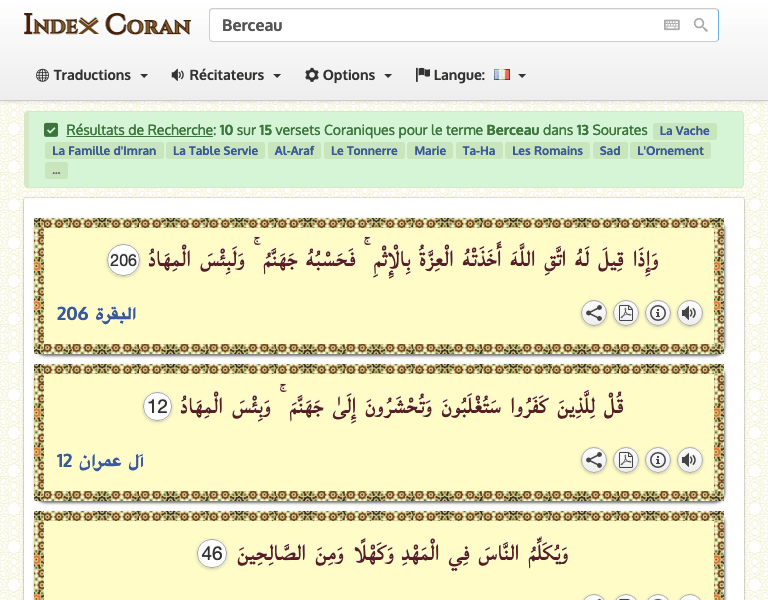 INDEX CORAN
Berceau
Traductions Récitateurs Options Langue:
Résultats de Recherche: 10 sur 15 versets Coraniques pour le terme Berceau dans 13 Sourates La Vache
La Famille d'Imran La Table Servie Al-Araf Le Tonnerre Marie Ta-Ha Les Romains Sad L'Ornement
...
وَإِذَا قِيلَ لَهُ اتَّقِ اللَّهَ أَخَذَتْهُ الْعِزَّةُ بِالْإِثْمِ ۚ فَحَسْبُهُ جَهَنَّمُ ۚ وَلَبِئْسَ الْمِهَادُ 206
البقرة 206
قُلْ لِلَّذِينَ كَفَرُوا سَتُغْلَبُونَ وَتُحْشَرُونَ إِلَىٰ جَهَنَّمَ ۚ وَبِئْسَ الْمِهَادُ 12
آل عمران 12
وَيُكَلِّمُ النَّاسَ فِي الْمَهْدِ وَكَهْلًا وَمِنَ الصَّالِحِينَ 46